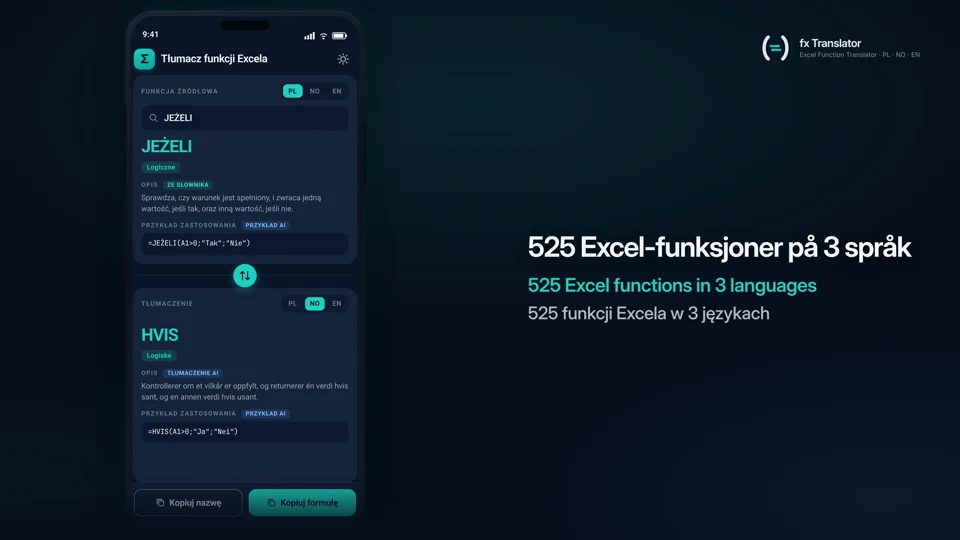 9:41
Σ Tłumacz funkcji Excela
FUNKCJA ŹRÓDŁOWA PL NO EN
JEŻELI
JEŻELI
Logiczne
OPIS ZE SŁOWNIKA
Sprawdza, czy warunek jest spełniony, i zwraca jedną
wartość, jeśli tak, oraz inną wartość, jeśli nie.
PRZYKŁAD ZASTOSOWANIA PRZYKŁAD AI
=JEŻELI(A1>0;"Tak";"Nie")
TŁUMACZENIE PL NO EN
HVIS
Logiske
OPIS TŁUMACZENIE AI
Kontrollerer om et vilkår er oppfylt, og returnerer én verdi hvis
sant, og en annen verdi hvis usant.
PRZYKŁAD ZASTOSOWANIA PRZYKŁAD AI
=HVIS(A1>0;"Ja";"Nei")
Kopiuj nazwę Kopiuj formułę
fx Translator
Excel Function Translator · PL · NO · EN
525 Excel-funksjoner på 3 språk
525 Excel functions in 3 languages
525 funkcji Excela w 3 językach